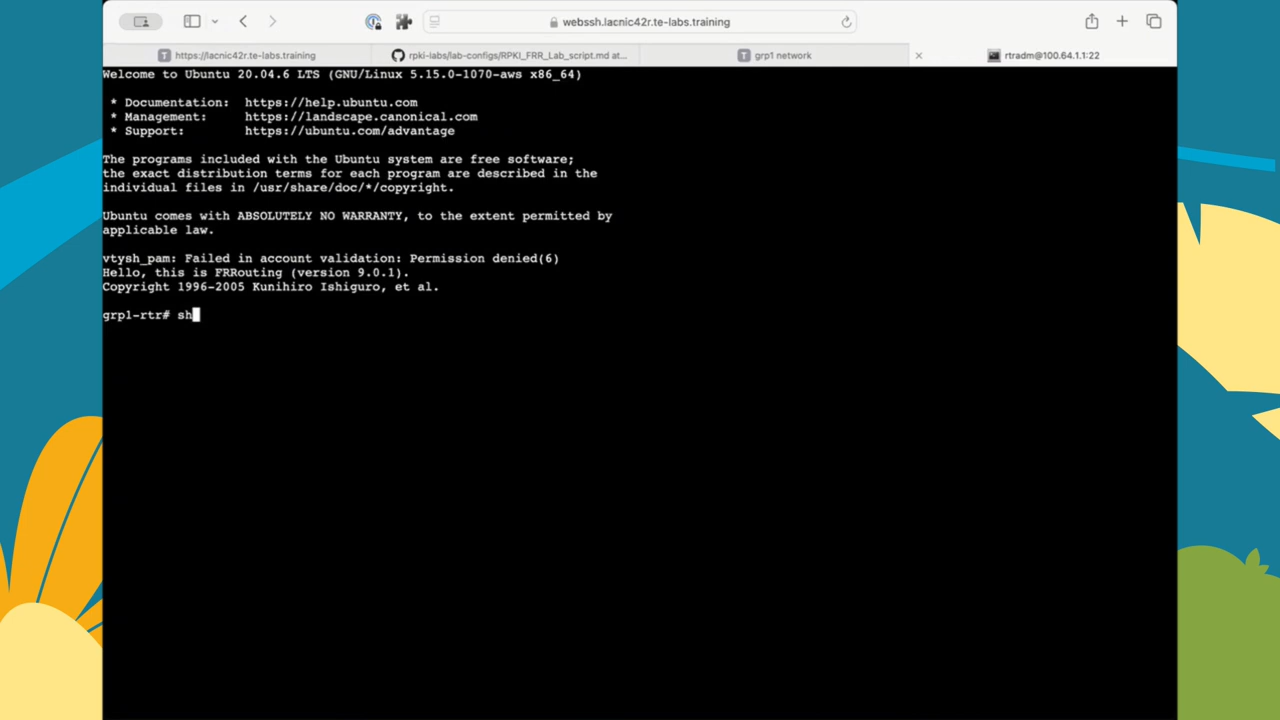 webssh.lacnic42r.te-labs.training
T https://lacnic42r.te-labs.training
rpki-labs/lab-configs/RPKI_FRR_Lab_script.md at...
T grp1 network
rtradm@100.64.1.1:22
Welcome to Ubuntu 20.04.6 LTS (GNU/Linux 5.15.0-1070-aws x86_64)
* Documentation: https://help.ubuntu.com
* Management: https://landscape.canonical.com
* Support: https://ubuntu.com/advantage
The programs included with the Ubuntu system are free software;
the exact distribution terms for each program are described in the
individual files in /usr/share/doc/*/copyright.
Ubuntu comes with ABSOLUTELY NO WARRANTY, to the extent permitted by
applicable law.
vtysh_pam: Failed in account validation: Permission denied(6)
Hello, this is FRRouting (version 9.0.1).
Copyright 1996-2005 Kunihiro Ishiguro, et al.
grp1-rtr# sh